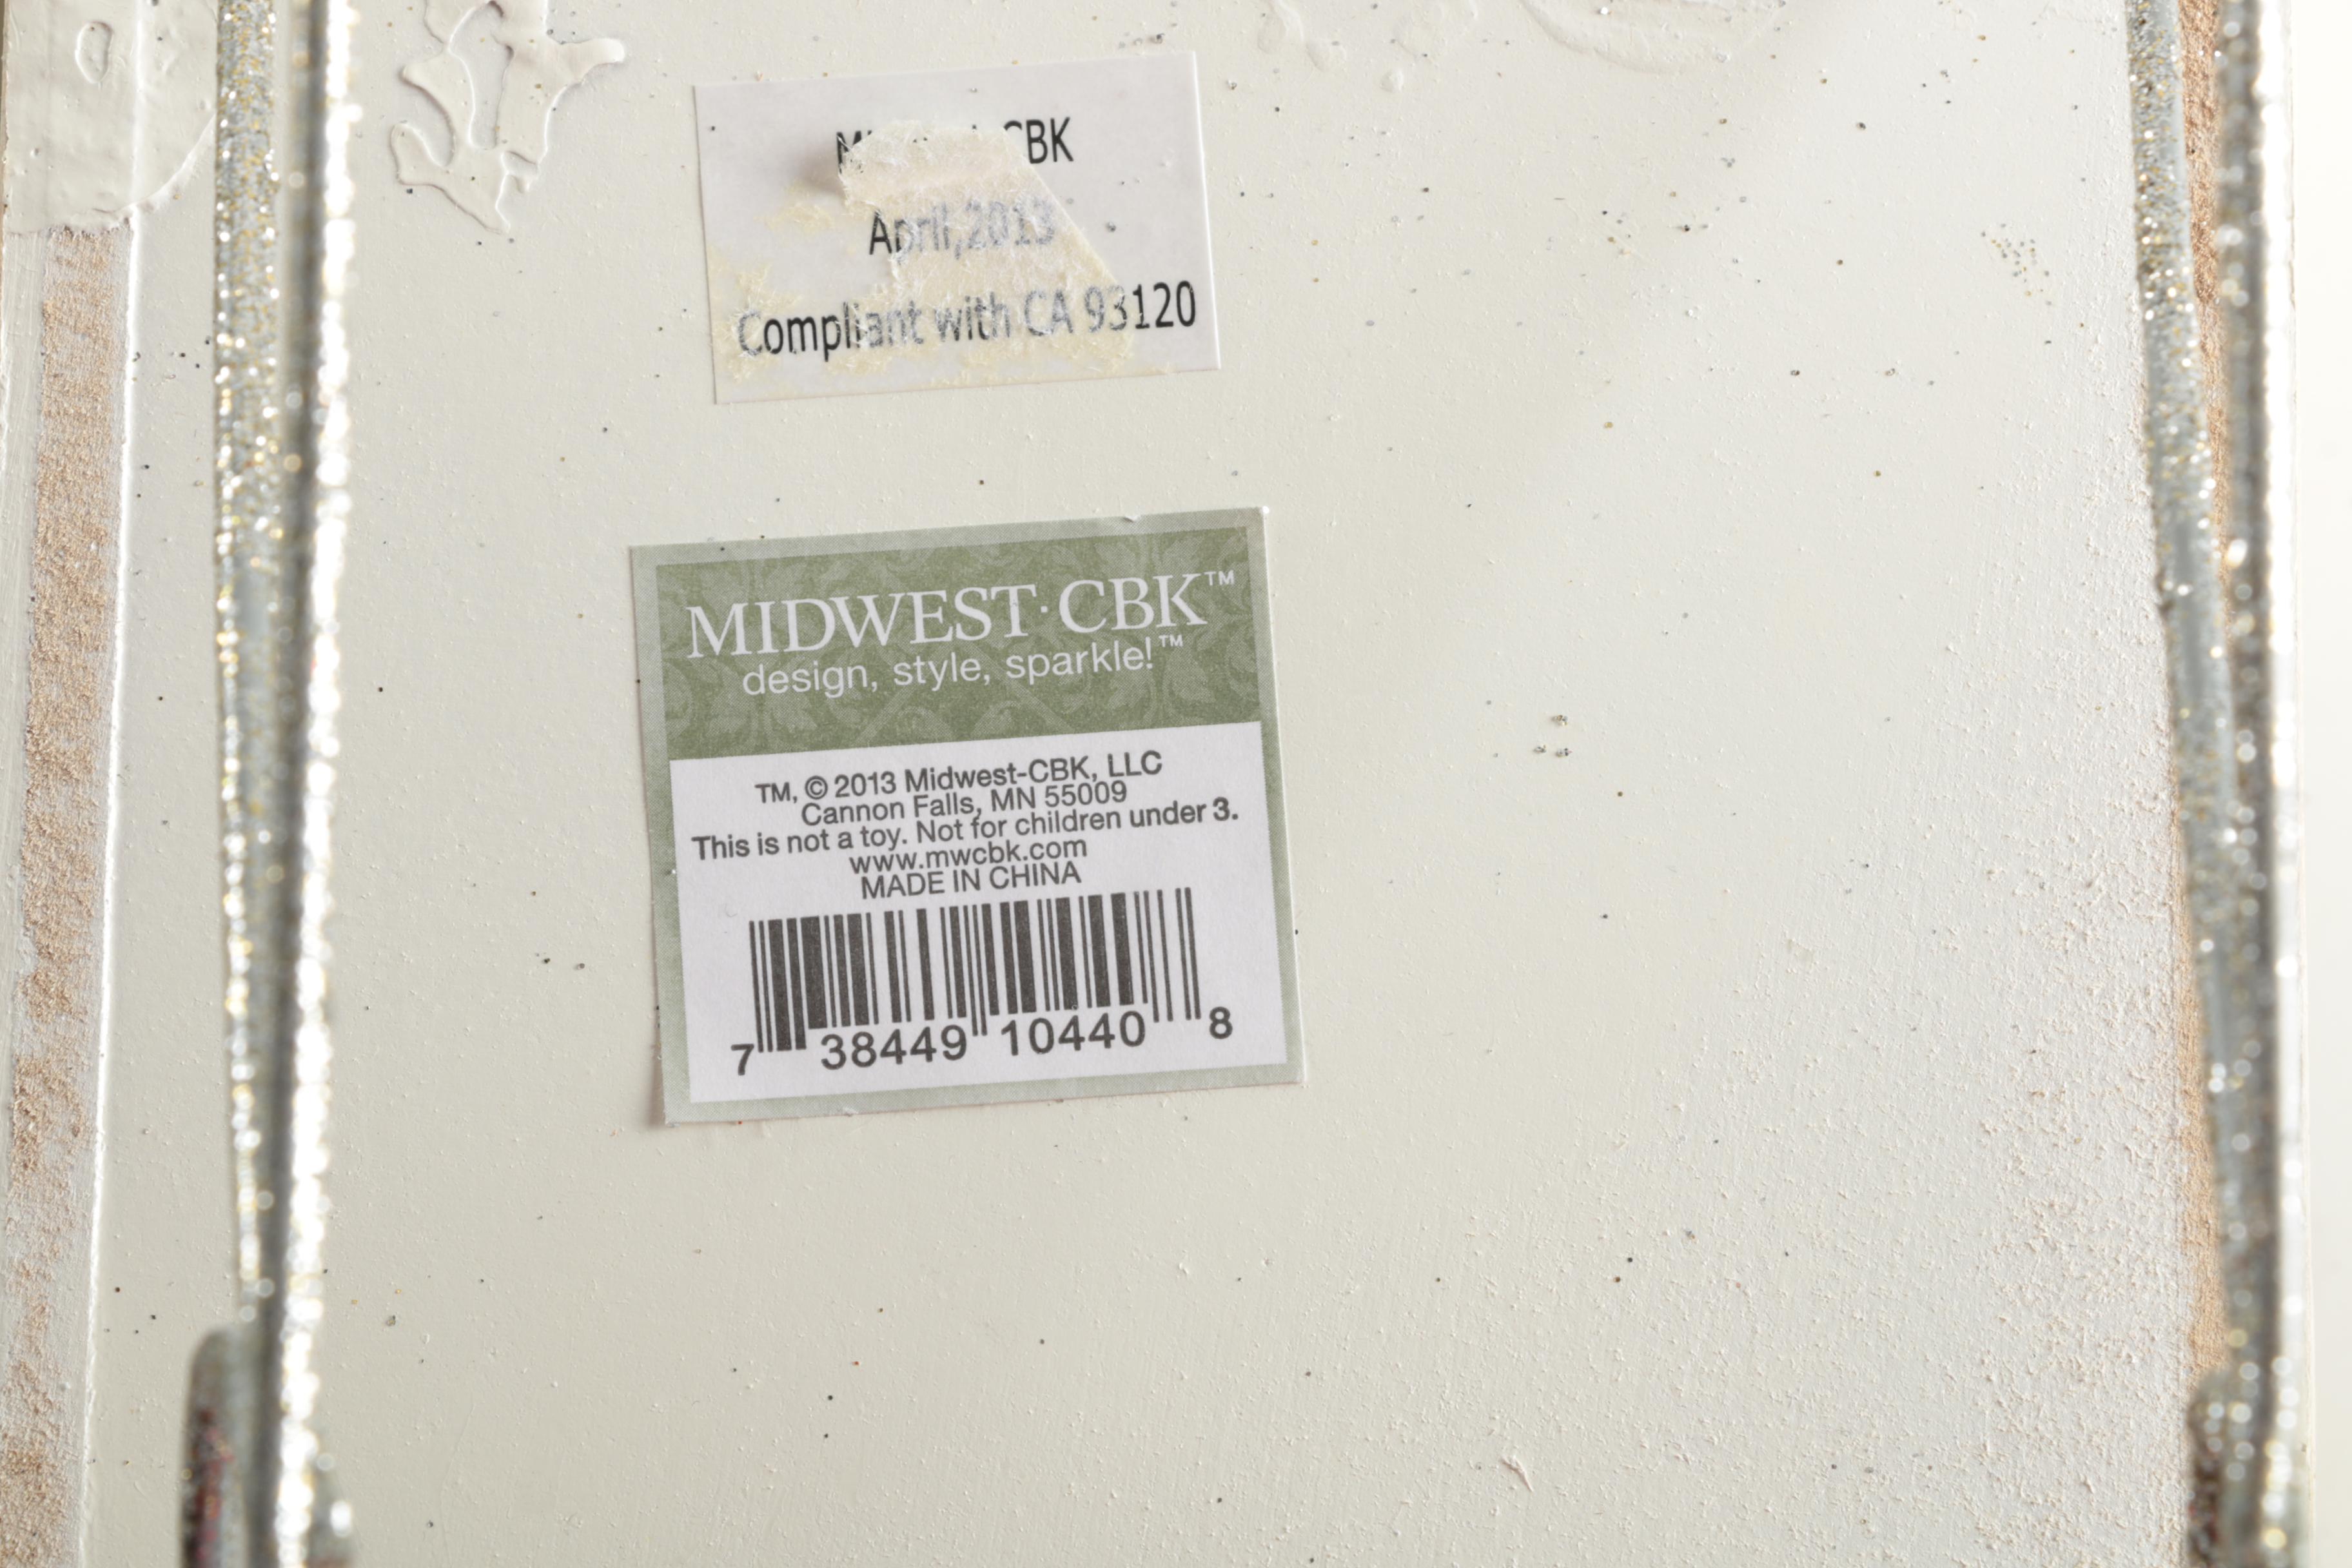 CBK
April, 2013
Compliant with CA 93120
MIDWEST·CBK™
design, style, sparkle!™
TM, © 2013 Midwest-CBK, LLC
Cannon Falls, MN 55009
This is not a toy. Not for children under 3.
www.mwcbk.com
MADE IN CHINA
7 38449 10440 8